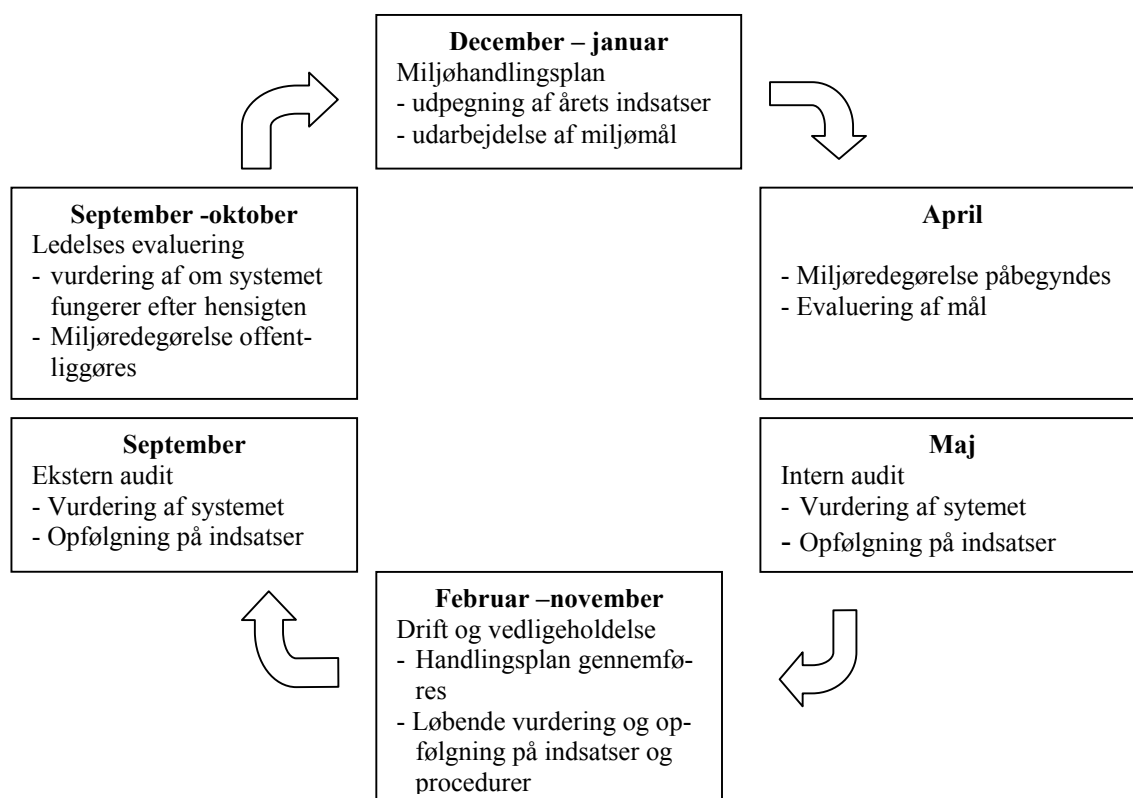 December – januar
Miljøhandlingsplan
- udpegning af årets indsatser
- udarbejdelse af miljømål
April
- Miljøredegørelse påbegyndes
- Evaluering af mål
Maj
Intern audit
- Vurdering af sytemet
- Opfølgning på indsatser
Februar –november
Drift og vedligeholdelse
- Handlingsplan gennemfø-
res
- Løbende vurdering og op-
følgning på indsatser og
procedurer
September
Ekstern audit
- Vurdering af systemet
- Opfølgning på indsatser
September -oktober
Ledelses evaluering
- vurdering af om systemet
fungerer efter hensigten
- Miljøredegørelse offent-
liggøres